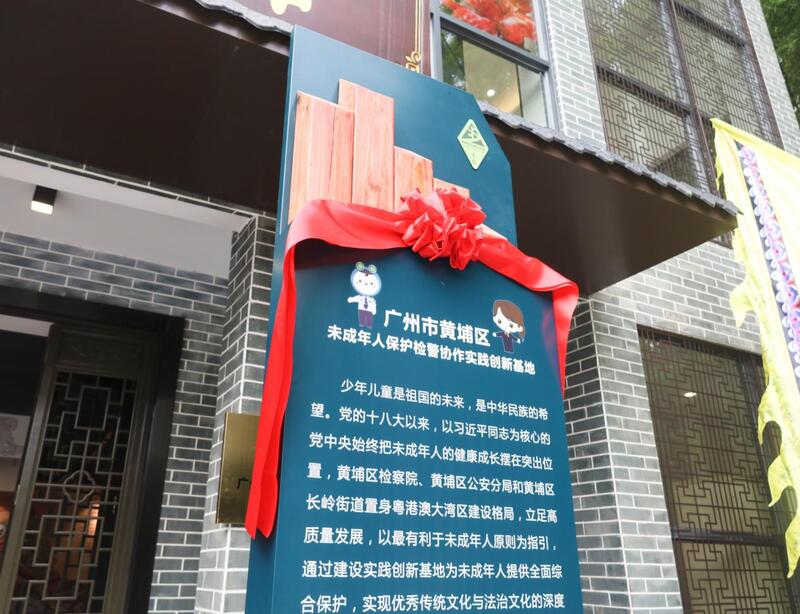 广州市黄埔区
未成年人保护检警协作实践创新基地
少年儿童是祖国的未来，是中华民族的希
望。党的十八大以来，以习近平同志为核心的
党中央始终把未成年人的健康成长摆在突出位
置，黄埔区检察院、黄埔区公安分局和黄埔区
长岭街道置身粤港澳大湾区建设格局，立足高
质量发展，以最有利于未成年人原则为指引，
通过建设实践创新基地为未成年人提供全面综
合保护，实现优秀传统文化与法治文化的深度
广